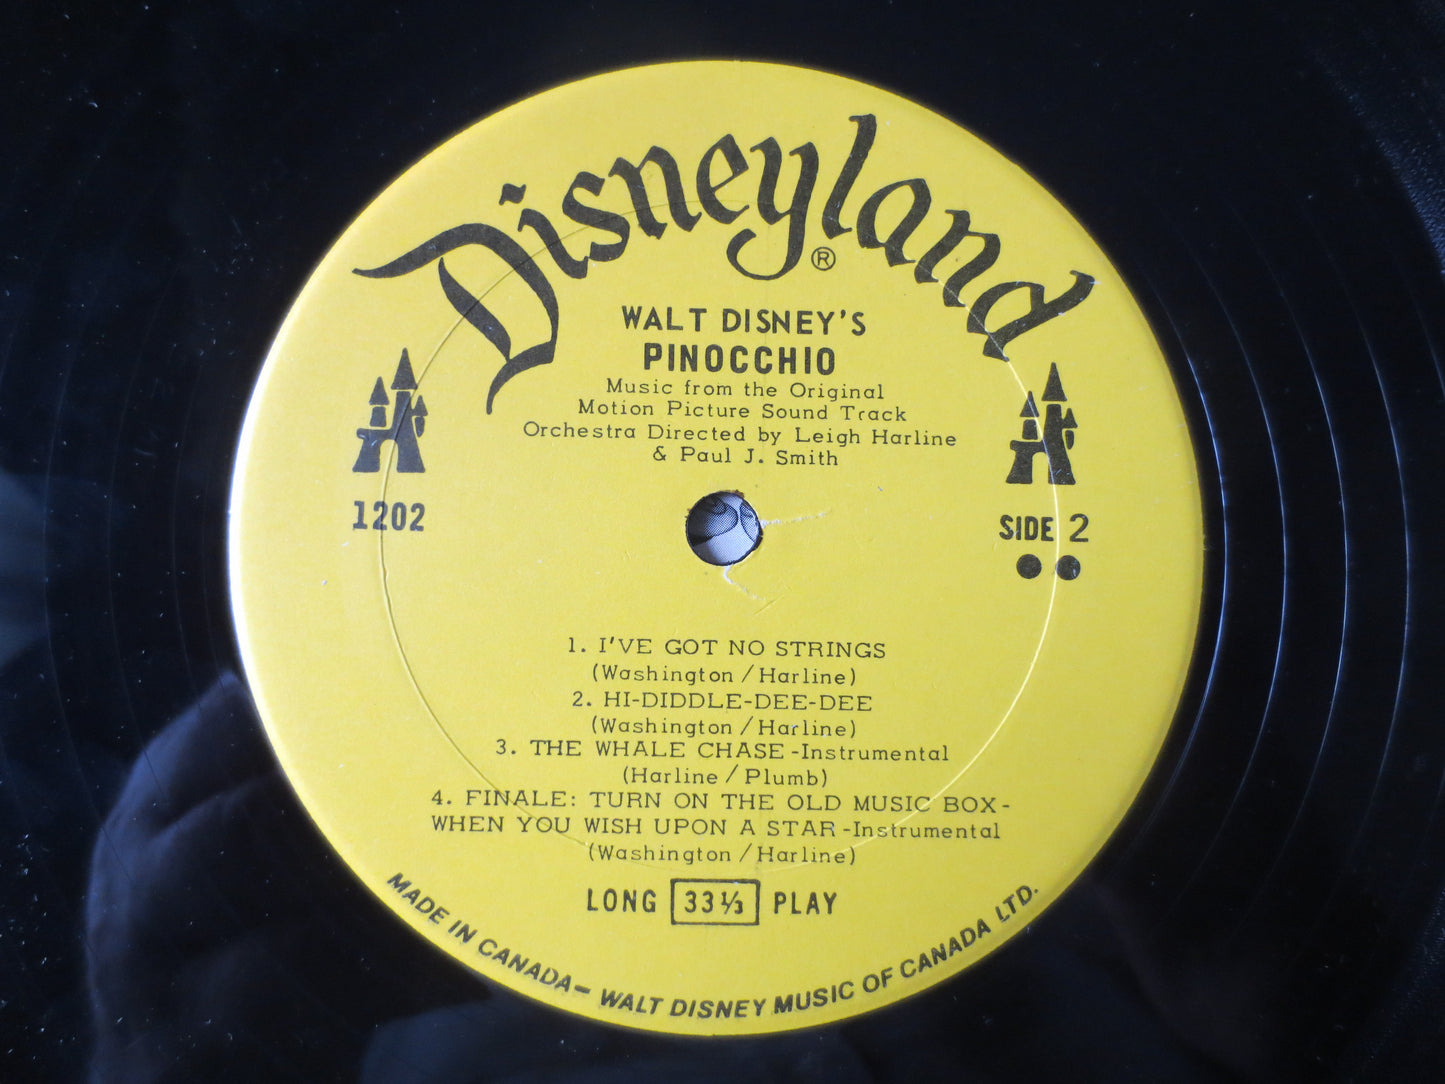 Disneyland®
WALT DISNEY'S
PINOCCHIO
Music from the Original
Motion Picture Sound Track
Orchestra Directed by Leigh Harline
& Paul J. Smith
1202
SIDE 2
1. I'VE GOT NO STRINGS
(Washington/Harline)
2. HI-DIDDLE-DEE-DEE
(Washington/Harline)
3. THE WHALE CHASE-Instrumental
(Harline/Plumb)
4. FINALE: TURN ON THE OLD MUSIC BOX-
WHEN YOU WISH UPON A STAR-Instrumental
(Washington/Harline)
LONG 33⅓ PLAY
MADE IN CANADA– WALT DISNEY MUSIC OF CANADA LTD.